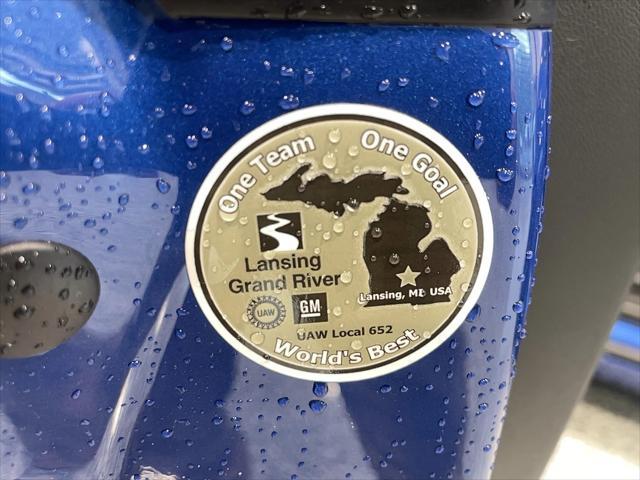 One Team One Goal
Lansing
Grand River
Lansing, MI USA
UAW
GM
UAW Local 652
World's Best